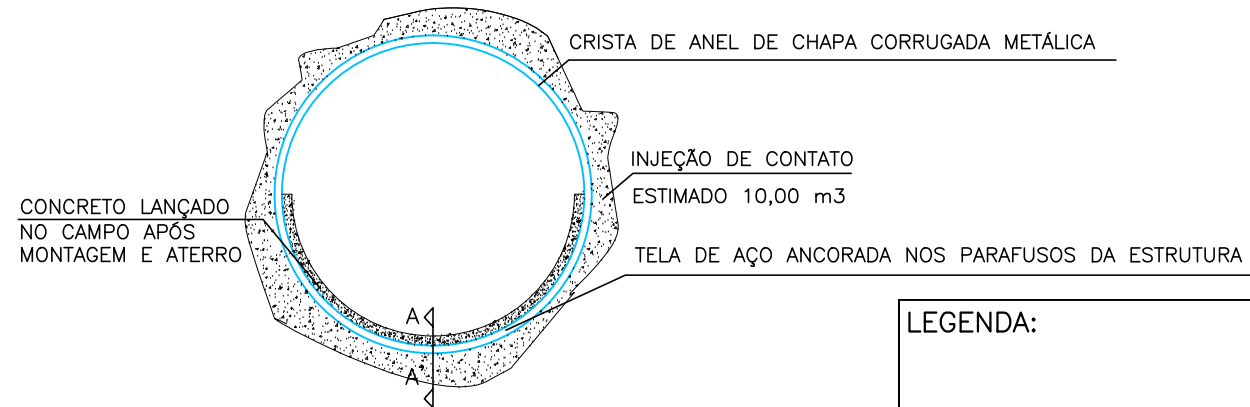 CRISTA DE ANEL DE CHAPA CORRUGADA METÁLICA
INJEÇÃO DE CONTATO
ESTIMADO 10,00 m3
CONCRETO LANÇADO
NO CAMPO APÓS
MONTAGEM E ATERRO
TELA DE AÇO ANCORADA NOS PARAFUSOS DA ESTRUTURA
A
A'
LEGENDA: